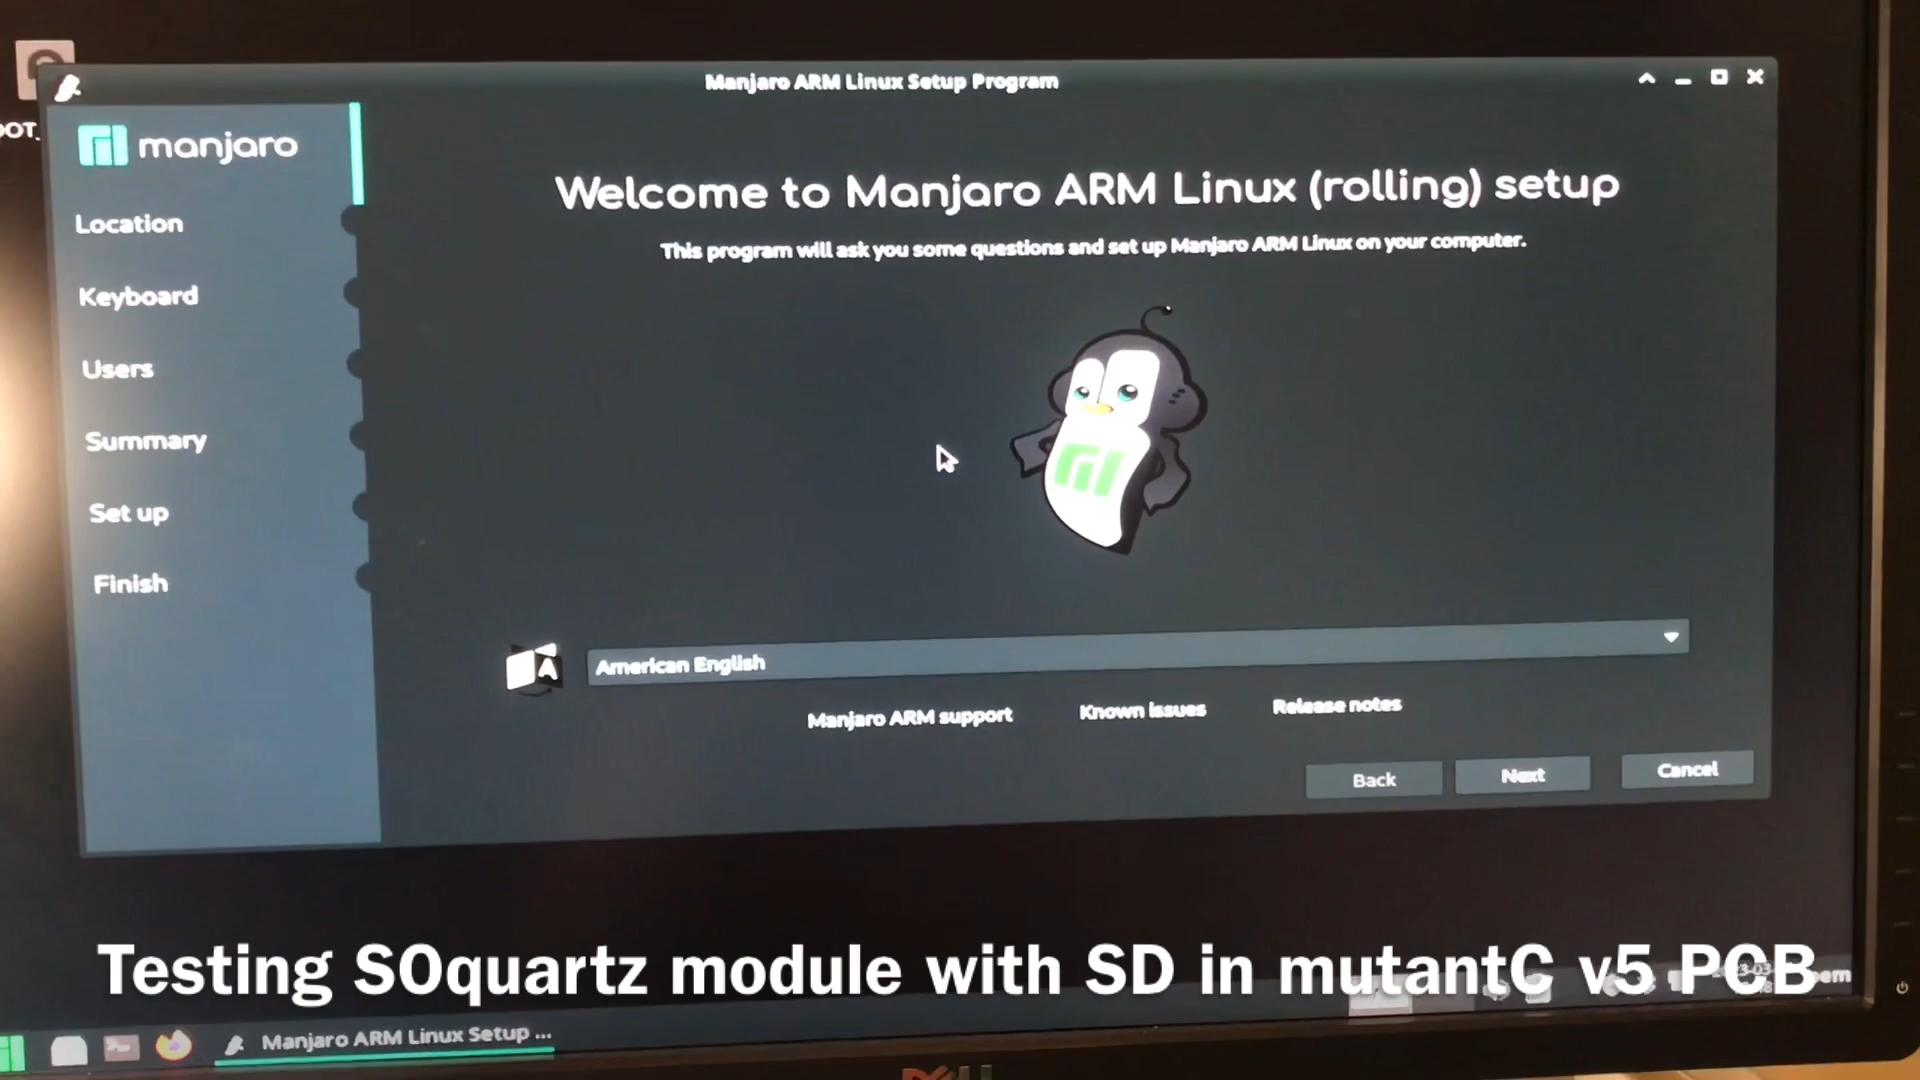 Manjaro ARM Linux Setup Program
manjaro
Location
Keyboard
Users
Summary
Set up
Finish
Welcome to Manjaro ARM Linux (rolling) setup
This program will ask you some questions and set up Manjaro ARM Linux on your computer.
A
American English
Manjaro ARM support
Known issues
Release notes
Back
Next
Cancel
Testing SOquartz module with SD in mutantC v5 PCB
oem
Manjaro ARM Linux Setup ...